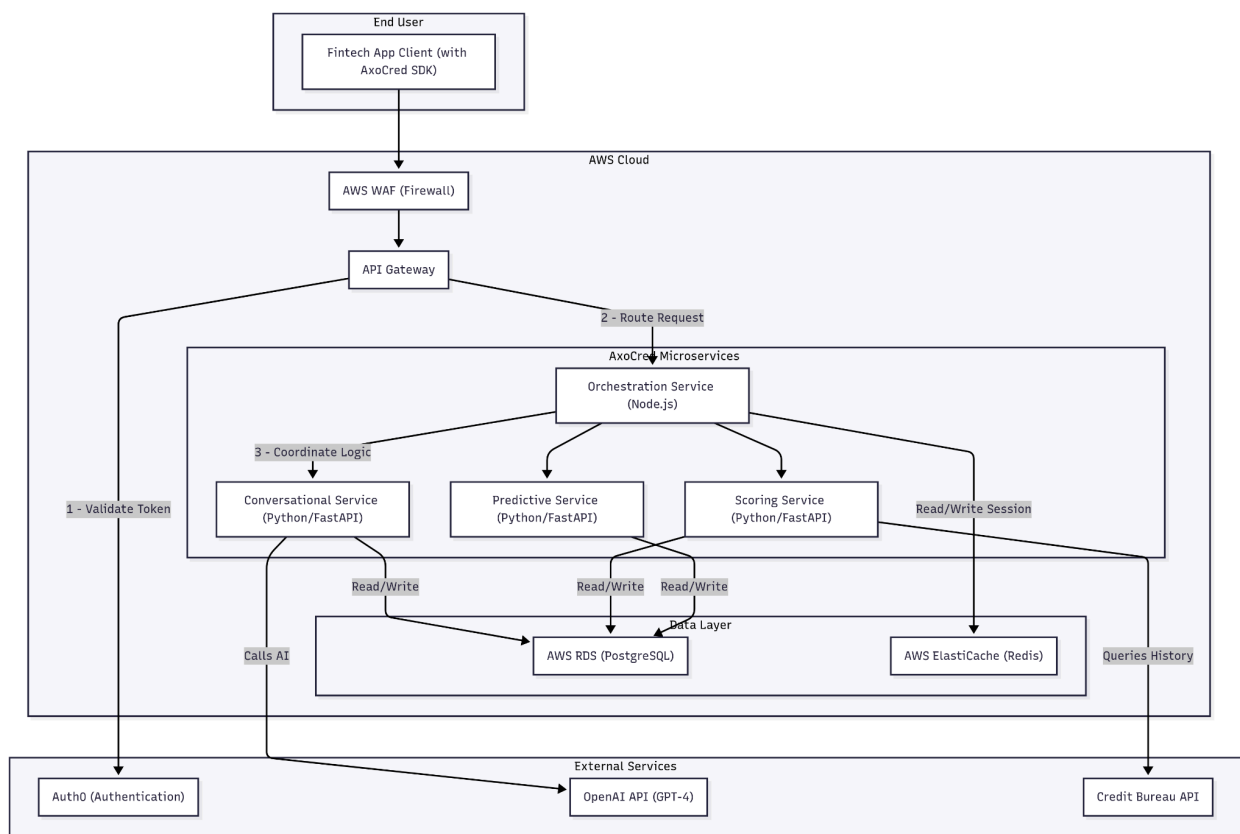 End User
Fintech App Client (with
AxoCred SDK)
AWS Cloud
AWS WAF (Firewall)
API Gateway
2 - Route Request
AxoCred Microservices
Orchestration Service
(Node.js)
3 - Coordinate Logic
Conversational Service
(Python/FastAPI)
Predictive Service
(Python/FastAPI)
Scoring Service
(Python/FastAPI)
1 - Validate Token
Read/Write Session
Read/Write
Read/Write
Read/Write
Data Layer
Calls AI
AWS RDS (PostgreSQL)
AWS ElastiCache (Redis)
Queries History
External Services
Auth0 (Authentication)
OpenAI API (GPT-4)
Credit Bureau API